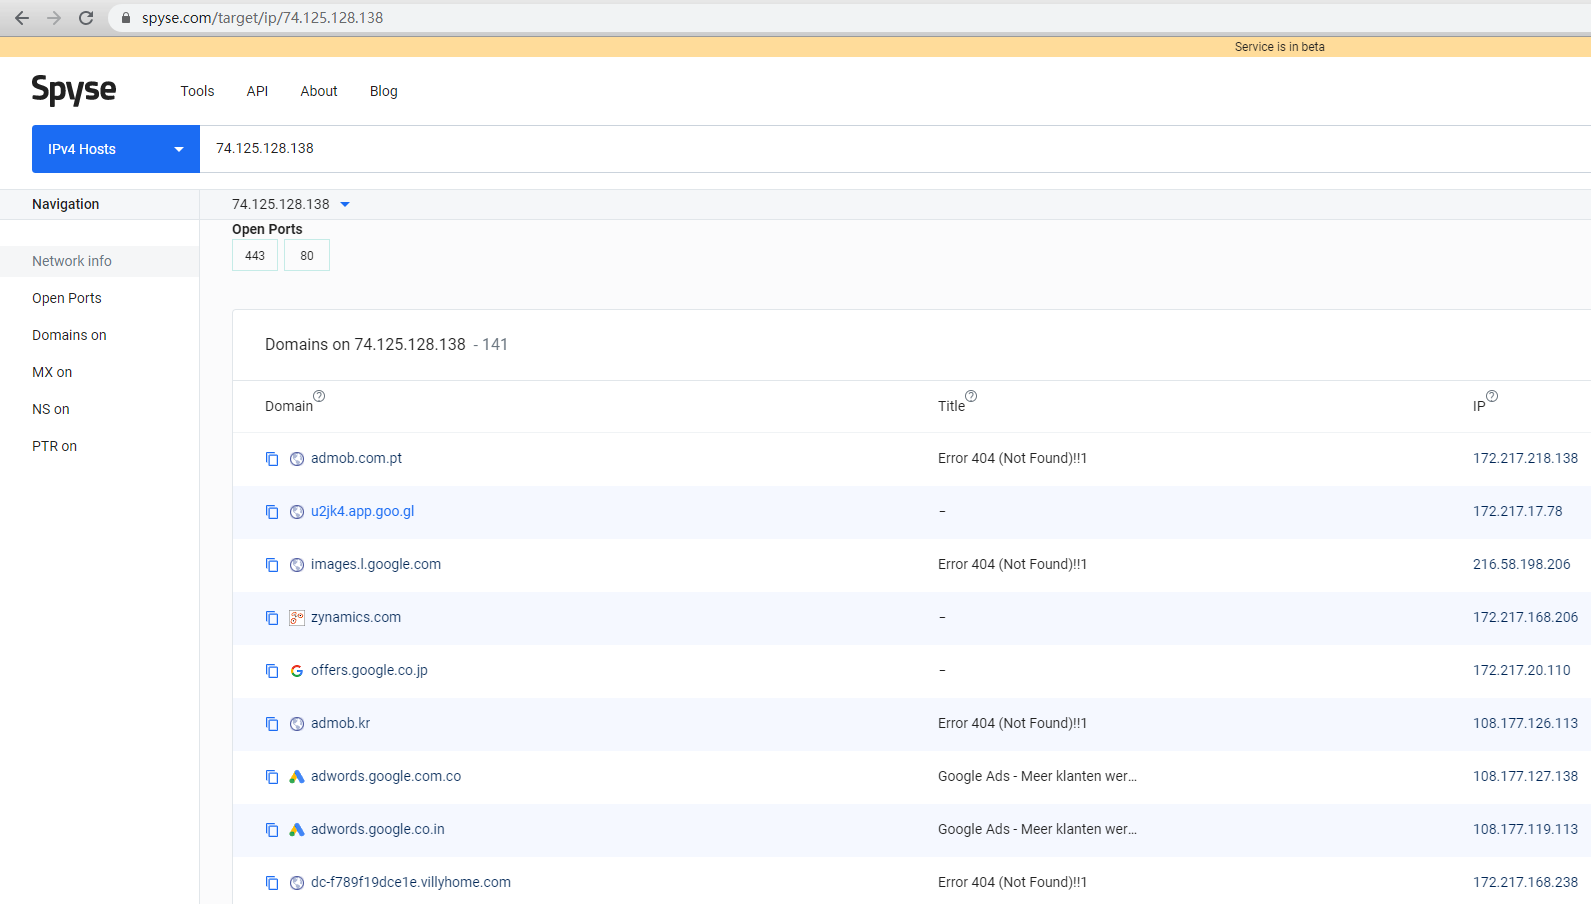 spyse.com/target/ip/74.125.128.138
Service is in beta
Spyse
Tools API About Blog
IPv4 Hosts 74.125.128.138
Navigation 74.125.128.138
Open Ports
443 80
Network info
Open Ports
Domains on
MX on
NS on
PTR on
Domains on 74.125.128.138 - 141
Domain Title IP
admob.com.pt Error 404 (Not Found)!!1 172.217.218.138
u2jk4.app.goo.gl – 172.217.17.78
images.l.google.com Error 404 (Not Found)!!1 216.58.198.206
zynamics.com – 172.217.168.206
offers.google.co.jp – 172.217.20.110
admob.kr Error 404 (Not Found)!!1 108.177.126.113
adwords.google.com.co Google Ads - Meer klanten wer... 108.177.127.138
adwords.google.co.in Google Ads - Meer klanten wer... 108.177.119.113
dc-f789f19dce1e.villyhome.com Error 404 (Not Found)!!1 172.217.168.238